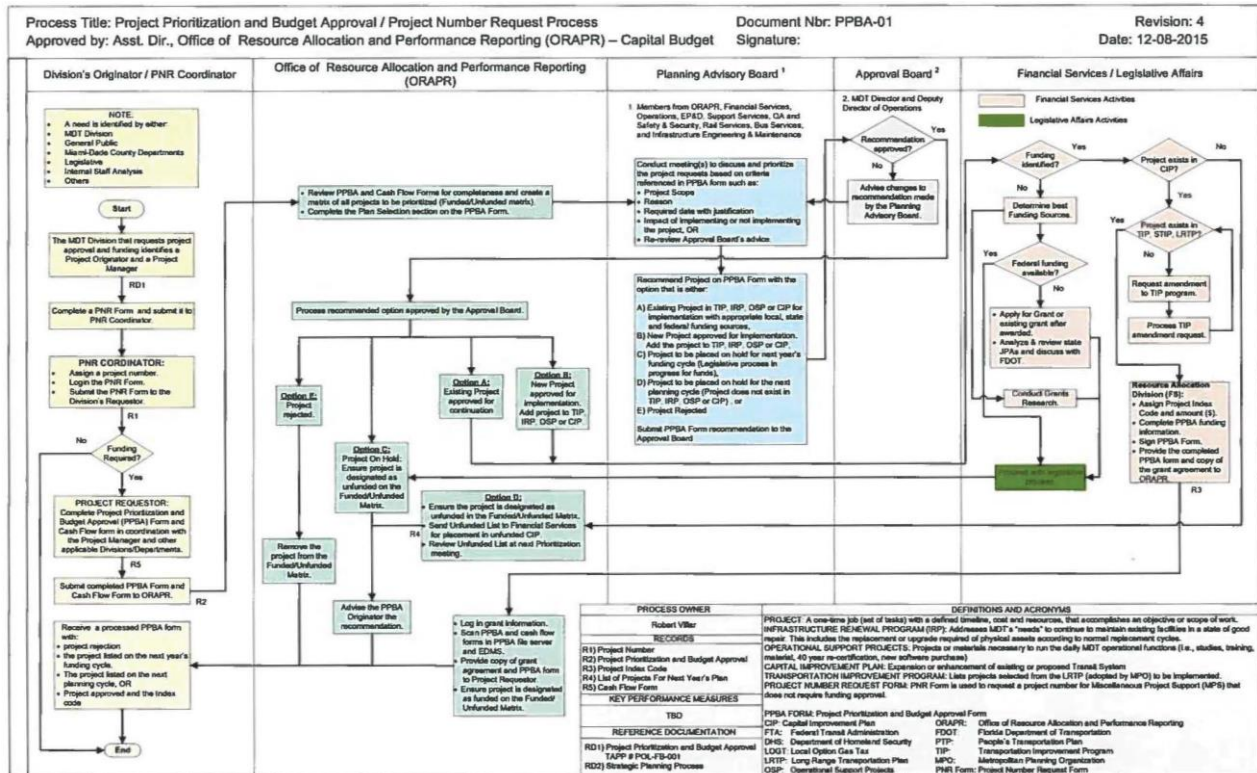 Process Title: Project Prioritization and Budget Approval / Project Number Request Process
Document Nbr: PPBA-01
Revision: 4
Approved by: Asst. Dir., Office of Resource Allocation and Performance Reporting (ORAPR) – Capital Budget
Signature:
Date: 12-08-2015
Division's Originator / PNR Coordinator
NOTE:
• A need is identified by either:
• MDT Division
• General Public
• Miami-Dade County Departments
• Legislative
• Internal Staff Analysis
• Others
Start
The MDT Division that requests project
approval and funding identifies a
Project Originator and a Project
Manager
RD1
Complete a PNR Form and submit it to
PNR Coordinator.
PNR CORDINATOR:
• Assign a project number.
• Login the PNR Form.
• Submit the PNR Form to the
Division's Requestor.
R1
No
Funding
Required?
Yes
PROJECT REQUESTOR:
Complete Project Prioritization and
Budget Approval (PPBA) Form and
Cash Flow form in coordination with
the Project Manager and other
applicable Divisions/Departments.
R5
Submit completed PPBA Form and
Cash Flow Form to ORAPR.
R2
Receive a processed PPBA form
with:
• project rejection
• the project listed on the next year's
funding cycle.
• The project listed on the next
planning cycle, OR
• Project approved and the Index
code
End
Office of Resource Allocation and Performance Reporting
(ORAPR)
• Review PPBA and Cash Flow Forms for completeness and create a
matrix of all projects to be prioritized (Funded/Unfunded matrix).
• Complete the Plan Selection section on the PPBA Form.
Process recommended option approved by the Approval Board.
Option E:
Project
rejected.
Option A:
Existing Project
approved for
continuation
Option B:
New Project
approved for
implementation.
Add project to TIP,
IRP, OSP or CIP.
Option C:
Project On Hold:
Ensure project is
designated as
unfunded on the
Funded/Unfunded
Matrix.
Option D:
• Ensure the project is designated as
unfunded in the Funded/Unfunded Matrix.
• Send Unfunded List to Financial Services
for placement in unfunded CIP.
• Review Unfunded List at next Prioritization
meeting.
R4
Remove the
project from the
Funded/Unfunded
Matrix.
Advise the PPBA
Originator the
recommendation.
• Log in grant information.
• Scan PPBA and cash flow
forms in PPBA file server
and EDMS.
• Provide copy of grant
agreement and PPBA form
to Project Requestor.
• Ensure project is designated
as funded on the Funded/
Unfunded Matrix.
Planning Advisory Board 1
1. Members from ORAPR, Financial Services,
Operations, EP&D, Support Services, QA and
Safety & Security, Rail Services, Bus Services,
and Infrastructure Engineering & Maintenance
Conduct meeting(s) to discuss and prioritize
the project requests based on criteria
referenced in PPBA form such as:
• Project Scope
• Reason
• Required date with justification
• Impact of implementing or not implementing
the project, OR
• Re-review Approval Board's advice.
Recommend Project on PPBA Form with the
option that is either:
A) Existing Project in TIP, IRP, OSP or CIP for
implementation with appropriate local, state
and federal funding sources,
B) New Project approved for implementation.
Add the project to TIP, IRP, OSP or CIP,
C) Project to be placed on hold for next year's
funding cycle (Legislative process in
progress for funds),
D) Project to be placed on hold for the next
planning cycle (Project does not exist in
TIP, IRP, OSP or CIP) , or
E) Project Rejected
Submit PPBA Form recommendation to the
Approval Board
Approval Board 2
2. MDT Director and Deputy
Director of Operations
Recommendation
approved?
Yes
No
Advise changes to
recommendation made
by the Planning
Advisory Board.
Financial Services / Legislative Affairs
Financial Services Activities
Legislative Affairs Activities
Funding
identified?
Yes
No
Project exists in
CIP?
No
Yes
Determine best
Funding Sources.
Yes
Project exists in
TIP, STIP, LRTP?
No
Yes
Federal funding
available?
No
Request amendment
to TIP program.
Process TIP
amendment request.
• Apply for Grant or
existing grant after
awarded.
• Analyze & review state
JPAs and discuss with
FDOT.
Conduct Grants
Research.
Proceed with legislative
process.
Resource Allocation
Division (FS):
• Assign Project Index
Code and amount ($).
• Complete PPBA funding
information.
• Sign PPBA Form.
• Provide the completed
PPBA form and copy of
the grant agreement to
ORAPR.
R3
PROCESS OWNER
Robert Villar
RECORDS
R1) Project Number
R2) Project Prioritization and Budget Approval
R3) Project Index Code
R4) List of Projects For Next Year's Plan
R5) Cash Flow Form
KEY PERFORMANCE MEASURES
TBD
REFERENCE DOCUMENTATION
RD1) Project Prioritization and Budget Approval
TAPP # POL-FB-001
RD2) Strategic Planning Process
DEFINITIONS AND ACRONYMS
PROJECT: A one-time job (set of tasks) with a defined timeline, cost and resources, that accomplishes an objective or scope of work.
INFRASTRUCTURE RENEWAL PROGRAM (IRP): Addresses MDT's "needs" to continue to maintain existing facilities in a state of good
repair. This includes the replacement or upgrade required of physical assets according to normal replacement cycles.
OPERATIONAL SUPPORT PROJECTS: Projects or materials necessary to run the daily MDT operational functions (i.e., studies, training,
material, 40 year re-certification, new software purchase)
CAPITAL IMPROVEMENT PLAN: Expansion or enhancement of existing or proposed Transit System
TRANSPORTATION IMPROVEMENT PROGRAM: Lists projects selected from the LRTP (adopted by MPO) to be implemented.
PROJECT NUMBER REQUEST FORM: PNR Form is used to request a project number for Miscellaneous Project Support (MPS) that
does not require funding approval.
PPBA FORM: Project Prioritization and Budget Approval Form
CIP: Capital Improvement Plan
ORAPR: Office of Resource Allocation and Performance Reporting
FTA: Federal Transit Administration
FDOT: Florida Department of Transportation
DHS: Department of Homeland Security
PTP: People's Transportation Plan
LOGT: Local Option Gas Tax
TIP: Transportation Improvement Program
LRTP: Long Range Transportation Plan
MPO: Metropolitan Planning Organization
OSP: Operational Support Projects
PNR Form: Project Number Request Form